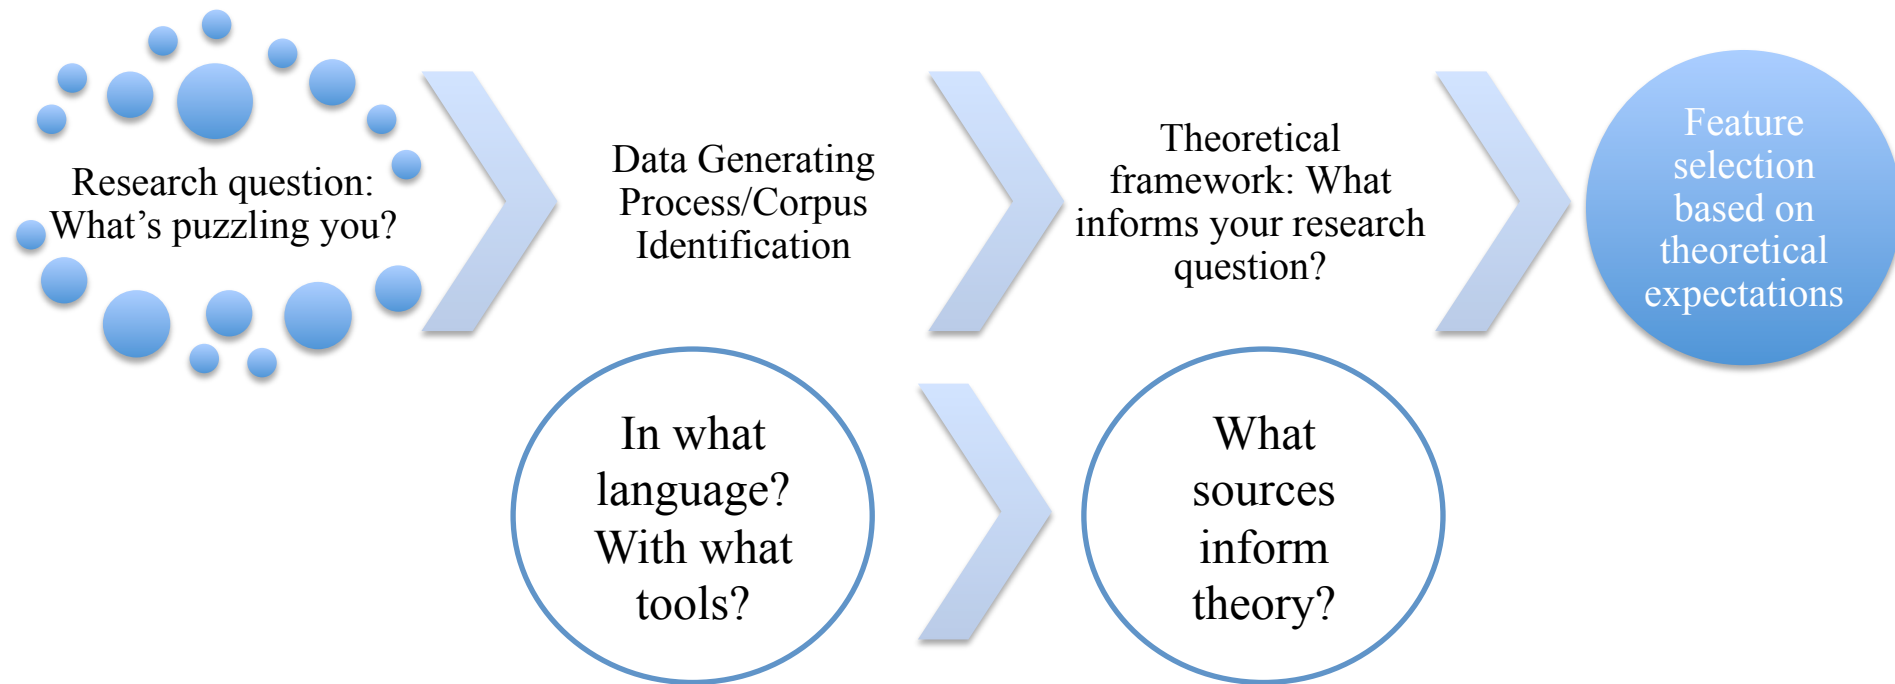 Research question:
What’s puzzling you?
Data Generating
Process/Corpus
Identification
Theoretical
framework: What
informs your research
question?
Feature
selection
based on
theoretical
expectations
In what
language?
With what
tools?
What
sources
inform
theory?